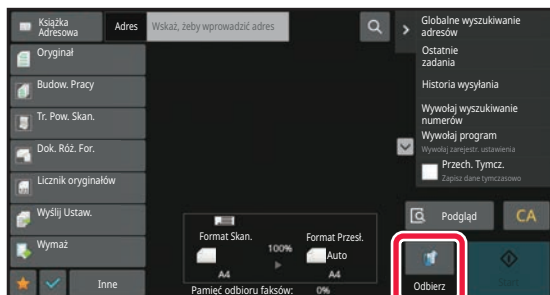 Książka
Adresowa
Adres
Wskaż, żeby wprowadzić adres
Oryginał
Budow. Pracy
Tr. Pow. Skan.
Dok. Róż. For.
Licznik oryginałów
Wyślij Ustaw.
Wymaż
Inne
Format Skan.
100%
Format Przesł.
Auto
A4
A4
Pamięć odbioru faksów: 0%
Globalne wyszukiwanie
adresów
Ostatnie
zadania
Historia wysyłania
Wywołaj wyszukiwanie
numerów
Wywołaj program
Wywołaj zarejestr. ustawienia
Przech. Tymcz.
Zapisz dane tymczasowo
Podgląd
CA
Odbierz
Start